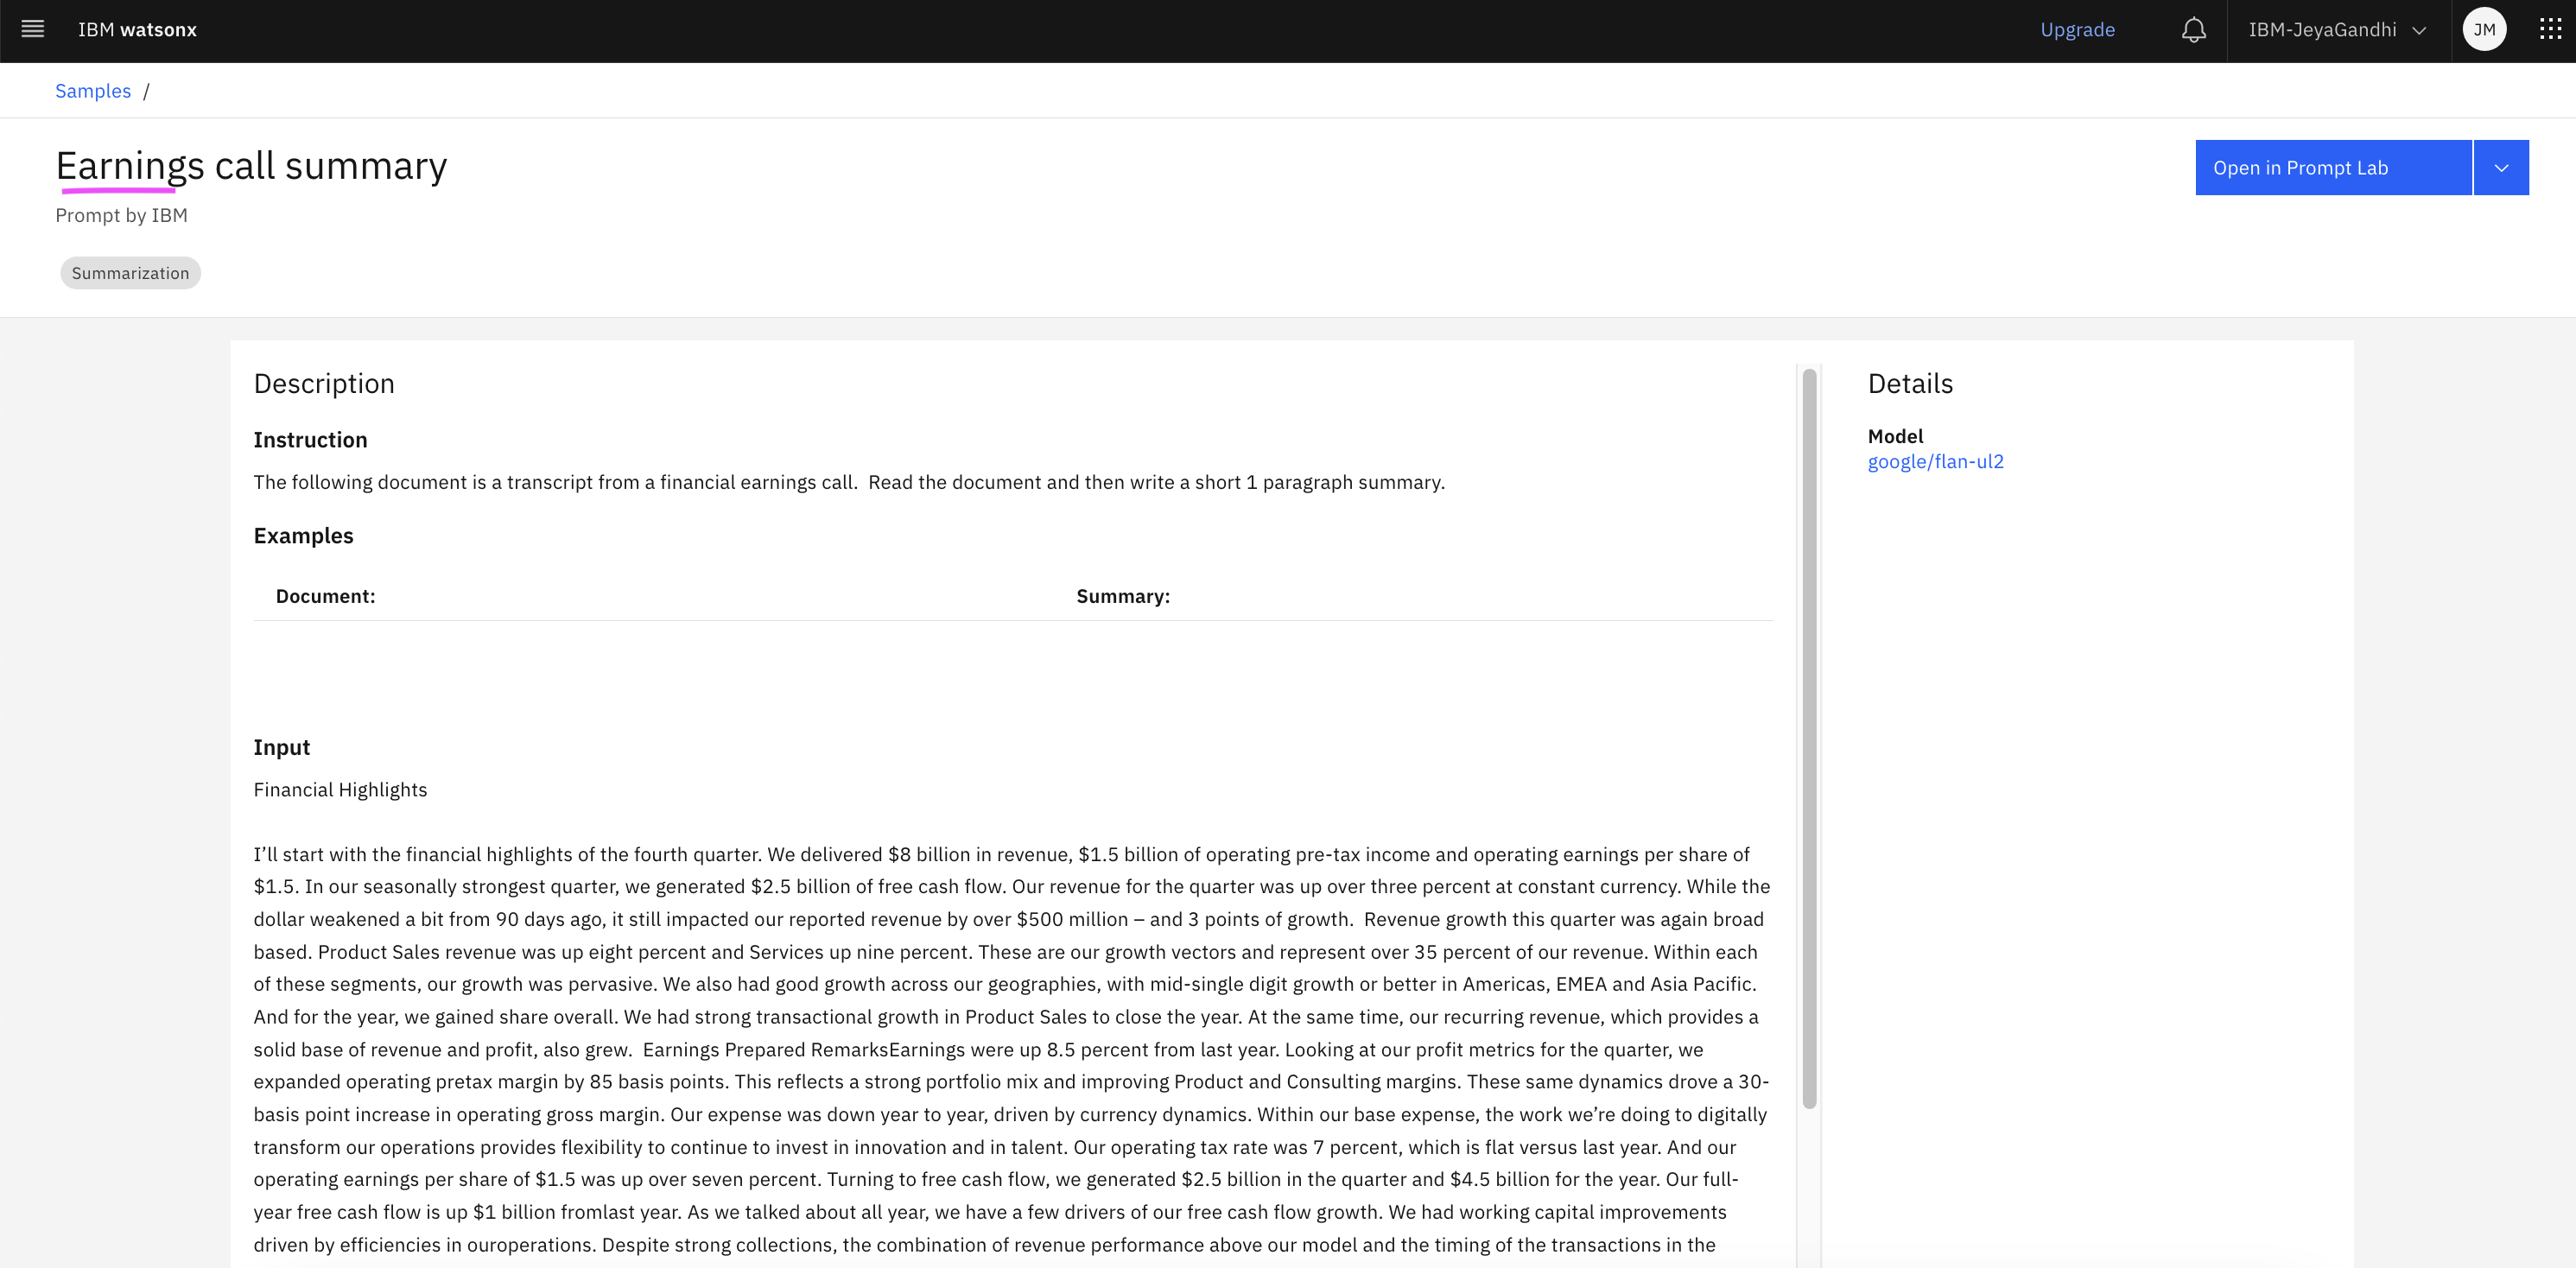 IBM watsonx
Upgrade
IBM-JeyaGandhi
JM
Samples /
Earnings call summary
Open in Prompt Lab
Prompt by IBM
Summarization
Description
Instruction
The following document is a transcript from a financial earnings call.  Read the document and then write a short 1 paragraph summary.
Examples
Document:
Summary:
Input
Financial Highlights
I’ll start with the financial highlights of the fourth quarter. We delivered $8 billion in revenue, $1.5 billion of operating pre-tax income and operating earnings per share of
$1.5. In our seasonally strongest quarter, we generated $2.5 billion of free cash flow. Our revenue for the quarter was up over three percent at constant currency. While the
dollar weakened a bit from 90 days ago, it still impacted our reported revenue by over $500 million – and 3 points of growth.  Revenue growth this quarter was again broad
based. Product Sales revenue was up eight percent and Services up nine percent. These are our growth vectors and represent over 35 percent of our revenue. Within each
of these segments, our growth was pervasive. We also had good growth across our geographies, with mid-single digit growth or better in Americas, EMEA and Asia Pacific.
And for the year, we gained share overall. We had strong transactional growth in Product Sales to close the year. At the same time, our recurring revenue, which provides a
solid base of revenue and profit, also grew.  Earnings Prepared RemarksEarnings were up 8.5 percent from last year. Looking at our profit metrics for the quarter, we
expanded operating pretax margin by 85 basis points. This reflects a strong portfolio mix and improving Product and Consulting margins. These same dynamics drove a 30-
basis point increase in operating gross margin. Our expense was down year to year, driven by currency dynamics. Within our base expense, the work we’re doing to digitally
transform our operations provides flexibility to continue to invest in innovation and in talent. Our operating tax rate was 7 percent, which is flat versus last year. And our
operating earnings per share of $1.5 was up over seven percent. Turning to free cash flow, we generated $2.5 billion in the quarter and $4.5 billion for the year. Our full-
year free cash flow is up $1 billion fromlast year. As we talked about all year, we have a few drivers of our free cash flow growth. We had working capital improvements
driven by efficiencies in ouroperations. Despite strong collections, the combination of revenue performance above our model and the timing of the transactions in the
Details
Model
google/flan-ul2